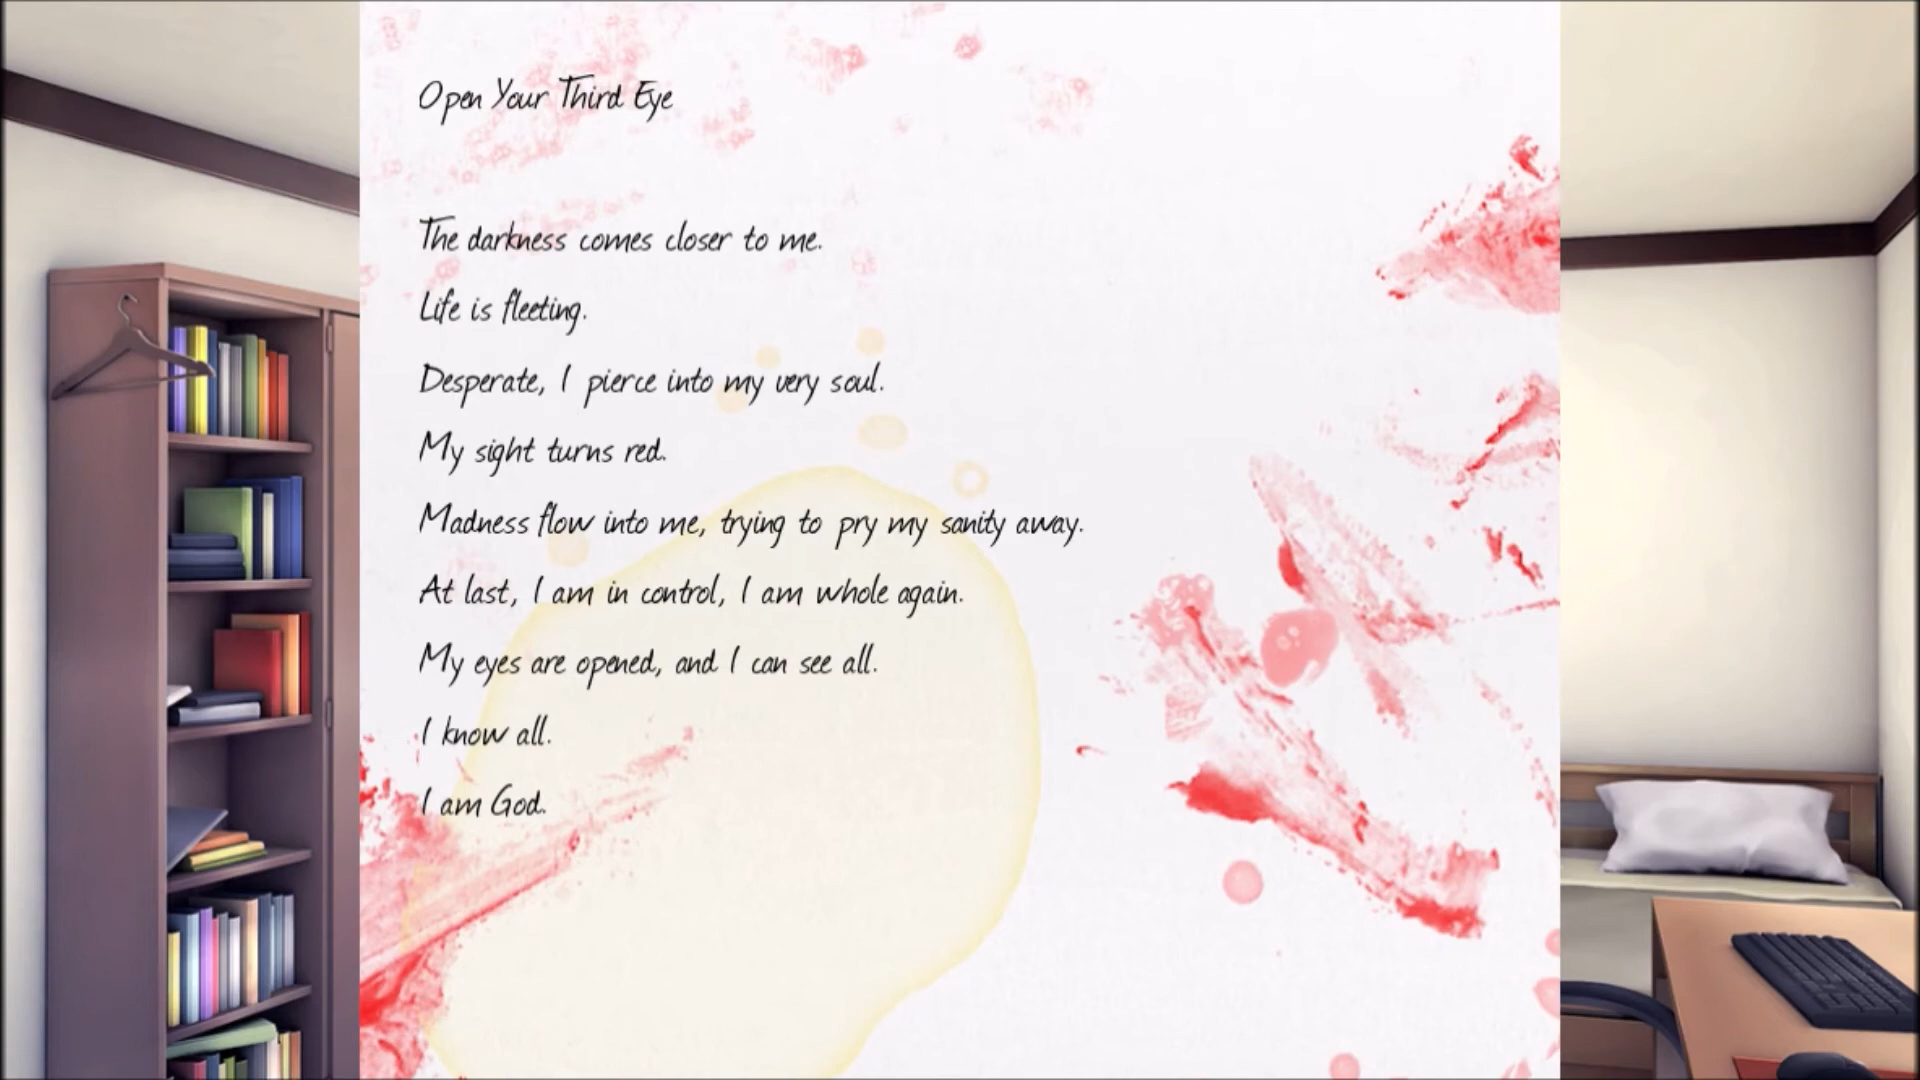 Open Your Third Eye
The darkness comes closer to me.
Life is fleeting.
Desperate, I pierce into my very soul.
My sight turns red.
Madness flow into me, trying to pry my sanity away.
At last, I am in control, I am whole again.
My eyes are opened, and I can see all.
I know all.
I am God.